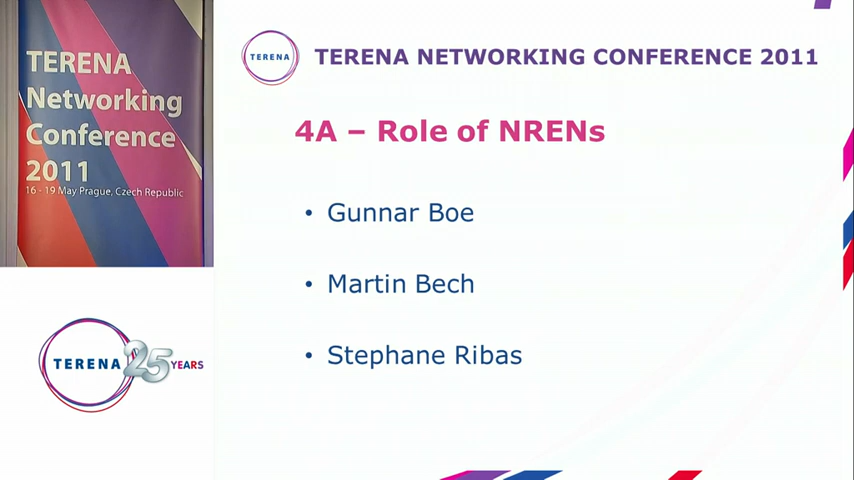 TERENA
Networking
Conference
2011
16 - 19 May Prague, Czech Republic
TERENA 25 YEARS
TERENA
TERENA NETWORKING CONFERENCE 2011
4A – Role of NRENs
• Gunnar Boe
• Martin Bech
• Stephane Ribas